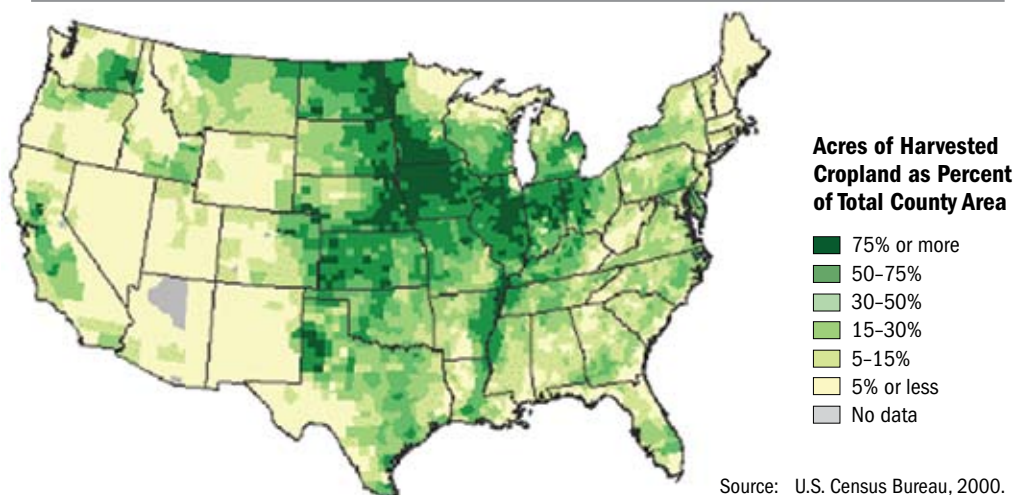 Acres of Harvested
Cropland as Percent
of Total County Area
75% or more
50–75%
30–50%
15–30%
5–15%
5% or less
No data
Source: U.S. Census Bureau, 2000.